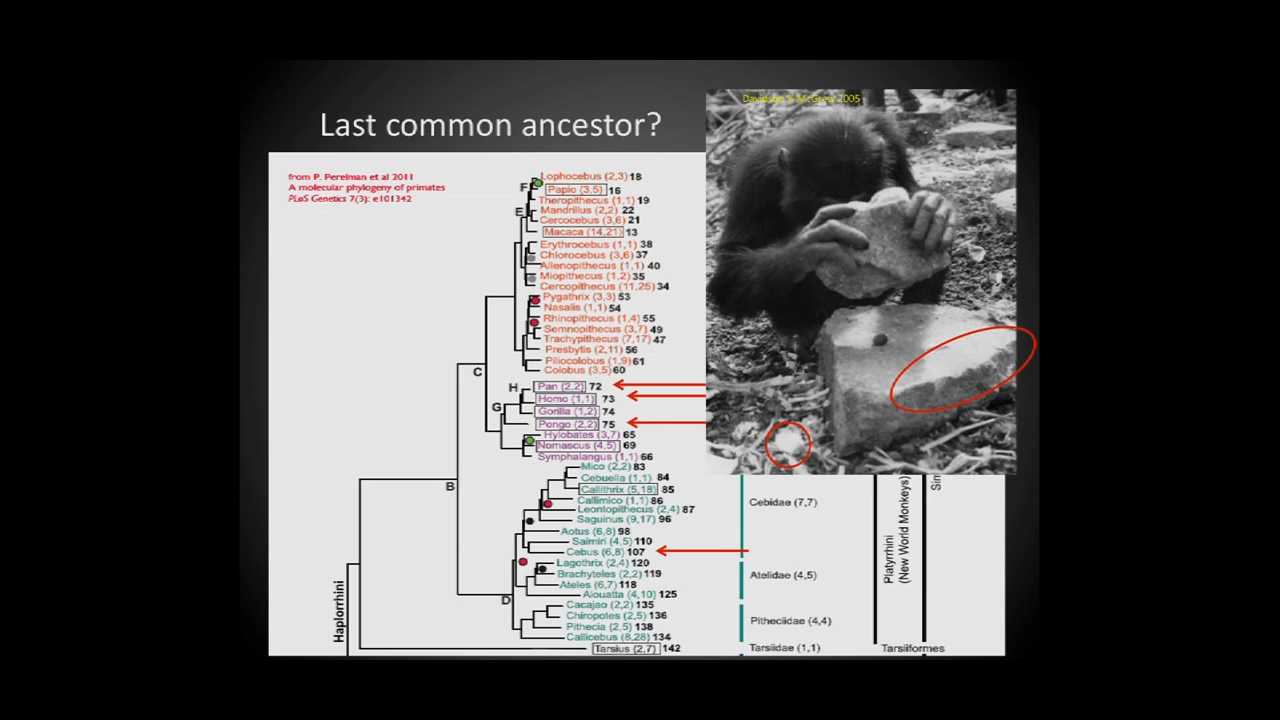 Last common ancestor?
Davidson & McGrew 2005
from P. Perelman et al 2011
A molecular phylogeny of primates
PLoS Genetics 7(3): e101342
Lophocebus (2,3) 18
F
Papio (3,5) 16
Theropithecus (1,1) 19
Mandrillus (2,2) 22
E
Cercocebus (3,6) 21
Macaca (14,21) 13
Erythrocebus (1,1) 38
Chlorocebus (3,6) 37
Allenopithecus (1,1) 40
Miopithecus (1,2) 35
Cercopithecus (11,25) 34
Pygathrix (3,3) 53
Nasalis (1,1) 54
Rhinopithecus (1,4) 55
Semnopithecus (3,7) 49
Trachypithecus (7,17) 47
Presbytis (2,11) 56
Piliocolobus (1,9) 61
Colobus (3,5) 60
C
H
Pan (2,2) 72
Homo (1,1) 73
G
Gorilla (1,2) 74
Pongo (2,2) 75
Hylobates (3,7) 65
Nomascus (4,5) 69
Symphalangus (1,1) 66
Mico (2,2) 83
Cebuella (1,1) 84
B
Callithrix (5,18) 85
Callimico (1,1) 86
Leontopithecus (2,4) 87
Saguinus (9,17) 96
Aotus (6,8) 98
Saimiri (4,5) 110
Cebus (6,8) 107
Lagothrix (2,4) 120
Brachyteles (2,2) 119
Ateles (6,7) 118
Alouatta (4,10) 125
D
Cacajao (2,2) 135
Chiropotes (2,5) 136
Pithecia (2,5) 138
Callicebus (8,28) 134
Tarsius (2,7) 142
Haplorrhini
Cebidae (7,7)
Atelidae (4,5)
Pitheciidae (4,4)
Tarsiidae (1,1)
Platyrrhini
(New World Monkeys)
Sim
Tarsiiformes